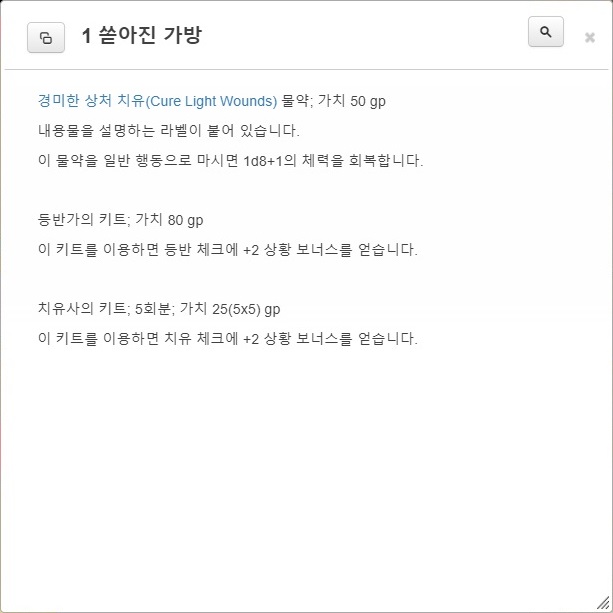 1 쏟아진 가방
경미한 상처 치유(Cure Light Wounds) 물약; 가치 50 gp
내용물을 설명하는 라벨이 붙어 있습니다.
이 물약을 일반 행동으로 마시면 1d8+1의 체력을 회복합니다.
등반가의 키트; 가치 80 gp
이 키트를 이용하면 등반 체크에 +2 상황 보너스를 얻습니다.
치유사의 키트; 5회분; 가치 25(5x5) gp
이 키트를 이용하면 치유 체크에 +2 상황 보너스를 얻습니다.